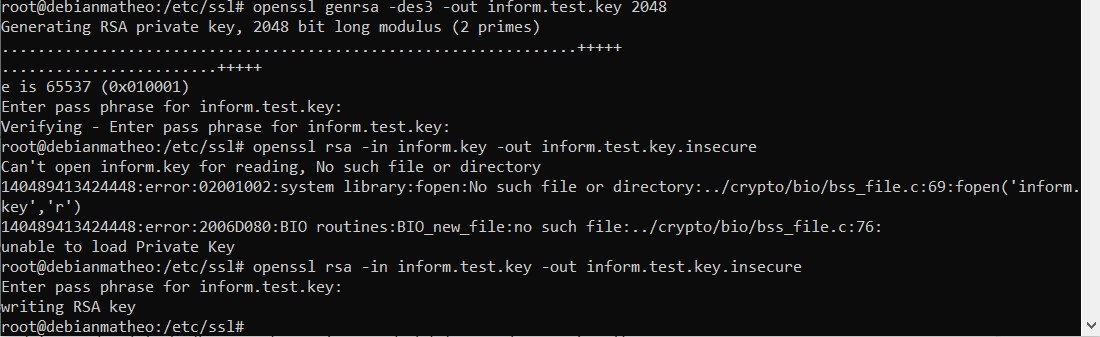 root@debianmatheo:/etc/ssl# openssl genrsa -des3 -out inform.test.key 2048
Generating RSA private key, 2048 bit long modulus (2 primes)
................................................................+++++
........................+++++
e is 65537 (0x010001)
Enter pass phrase for inform.test.key:
Verifying - Enter pass phrase for inform.test.key:
root@debianmatheo:/etc/ssl# openssl rsa -in inform.key -out inform.test.key.insecure
Can't open inform.key for reading, No such file or directory
140489413424448:error:02001002:system library:fopen:No such file or directory:../crypto/bio/bss_file.c:69:fopen('inform.
key','r')
140489413424448:error:2006D080:BIO routines:BIO_new_file:no such file:../crypto/bio/bss_file.c:76:
unable to load Private Key
root@debianmatheo:/etc/ssl# openssl rsa -in inform.test.key -out inform.test.key.insecure
Enter pass phrase for inform.test.key:
writing RSA key
root@debianmatheo:/etc/ssl#